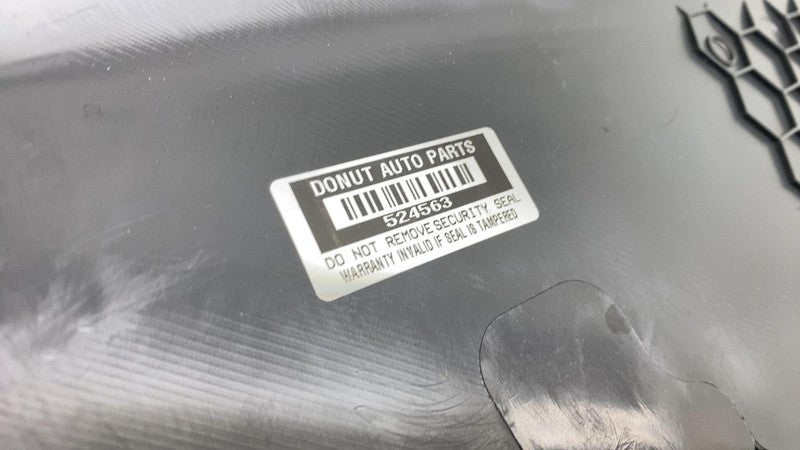 DONUT AUTO PARTS
524563
DO NOT REMOVE SECURITY SEAL
WARRANTY INVALID IF SEAL IS TAMPERED